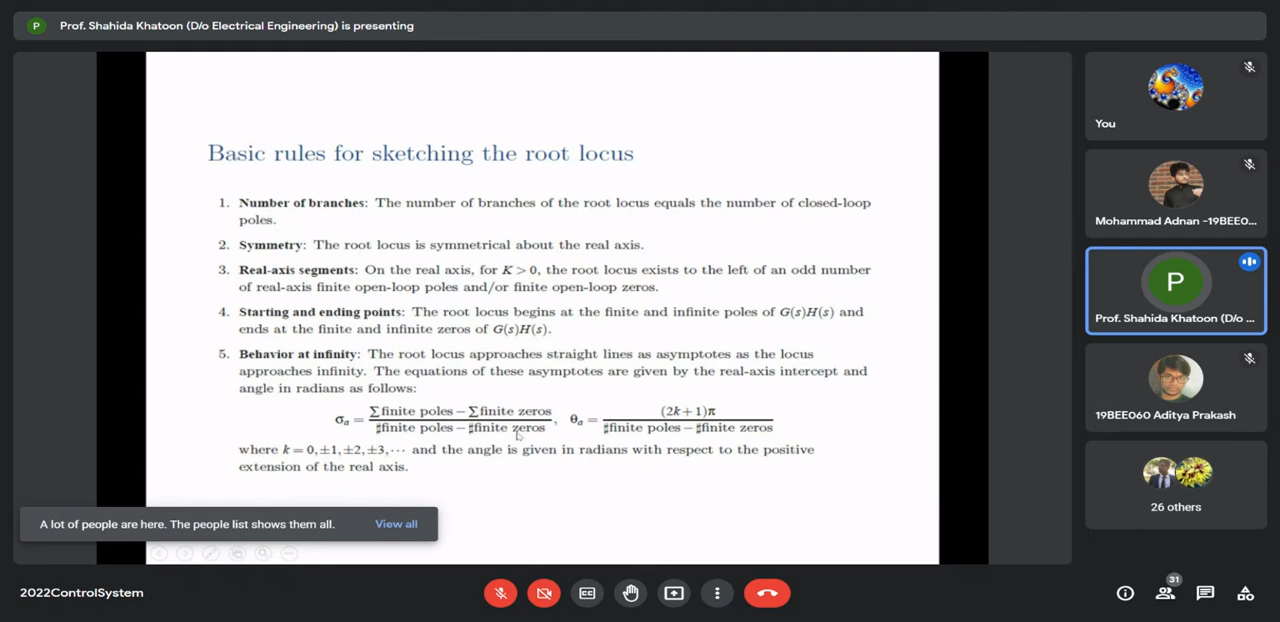 P Prof. Shahida Khatoon (D/o Electrical Engineering) is presenting
Basic rules for sketching the root locus
1. Number of branches: The number of branches of the root locus equals the number of closed-loop
poles.
2. Symmetry: The root locus is symmetrical about the real axis.
3. Real-axis segments: On the real axis, for K > 0, the root locus exists to the left of an odd number
of real-axis finite open-loop poles and/or finite open-loop zeros.
4. Starting and ending points: The root locus begins at the finite and infinite poles of G(s)H(s) and
ends at the finite and infinite zeros of G(s)H(s).
5. Behavior at infinity: The root locus approaches straight lines as asymptotes as the locus
approaches infinity. The equations of these asymptotes are given by the real-axis intercept and
angle in radians as follows:
σₐ = (∑finite poles − ∑finite zeros) / (♯finite poles − ♯finite zeros), θₐ = (2k+1)π / (♯finite poles − ♯finite zeros)
where k = 0, ±1, ±2, ±3, ⋯ and the angle is given in radians with respect to the positive
extension of the real axis.
A lot of people are here. The people list shows them all. View all
You
Mohammad Adnan -19BEE0...
P
Prof. Shahida Khatoon (D/o ...
19BEE060 Aditya Prakash
26 others
2022ControlSystem
CC
31